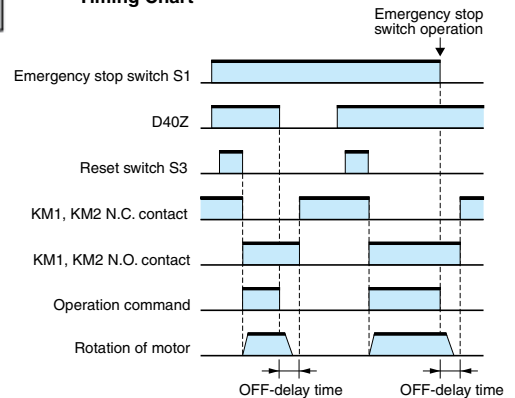 Timing Chart
Emergency stop
switch operation
Emergency stop switch S1
D40Z
Reset switch S3
KM1, KM2 N.C. contact
KM1, KM2 N.O. contact
Operation command
Rotation of motor
OFF-delay time
OFF-delay time